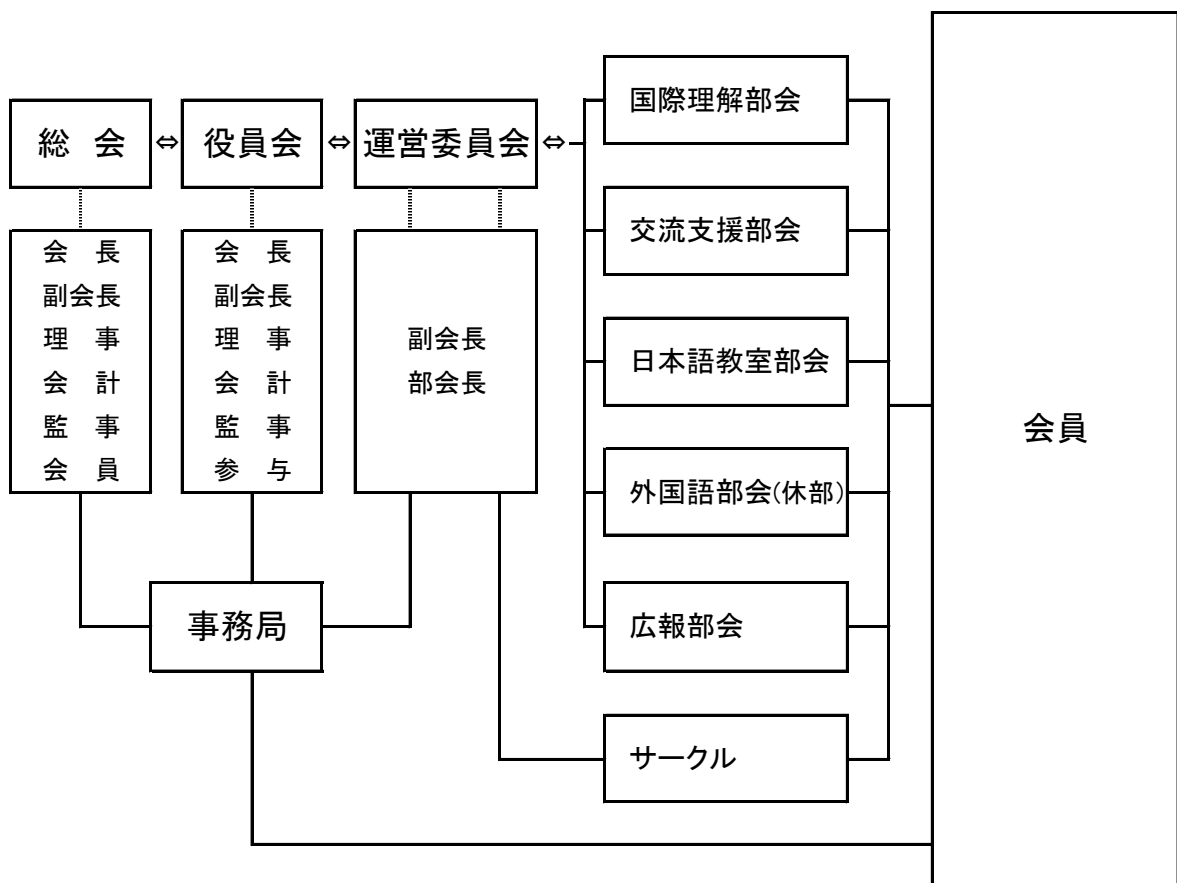 総　会 ⇔ 役員会 ⇔ 運営委員会 ⇔
会　長
副会長
理　事
会　計
監　事
会　員
会　長
副会長
理　事
会　計
監　事
参　与
副会長
部会長
事務局
国際理解部会
交流支援部会
日本語教室部会
外国語部会(休部)
広報部会
サークル
会員